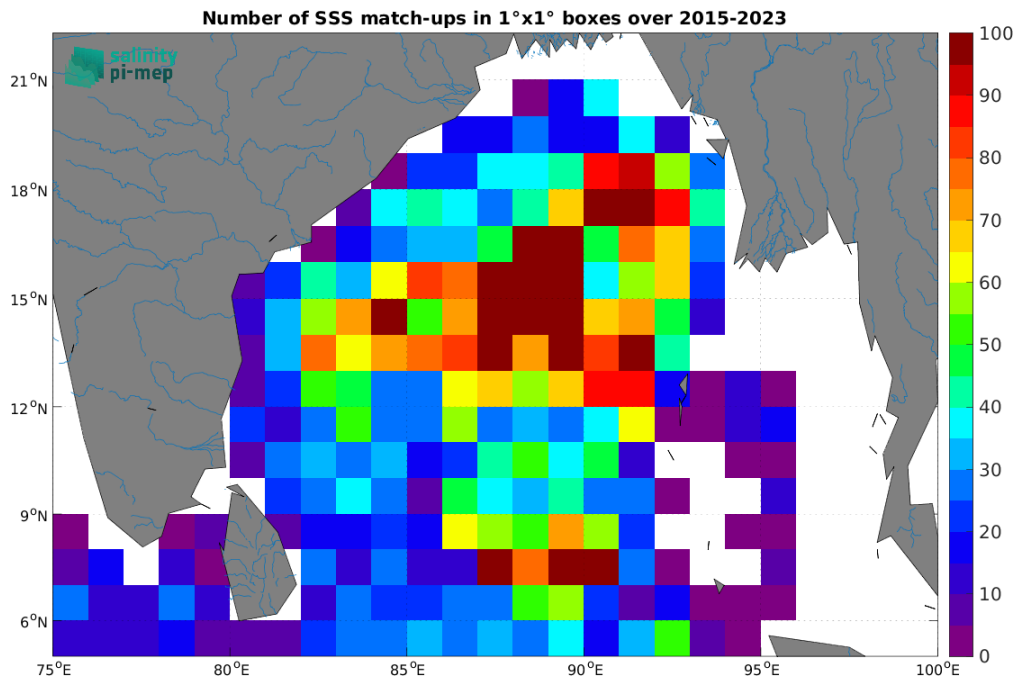 Number of SSS match-ups in 1°x1° boxes over 2015-2023
salinity
pi-mep
21°N
18°N
15°N
12°N
9°N
6°N
75°E
80°E
85°E
90°E
95°E
100°E
100
90
80
70
60
50
40
30
20
10
0